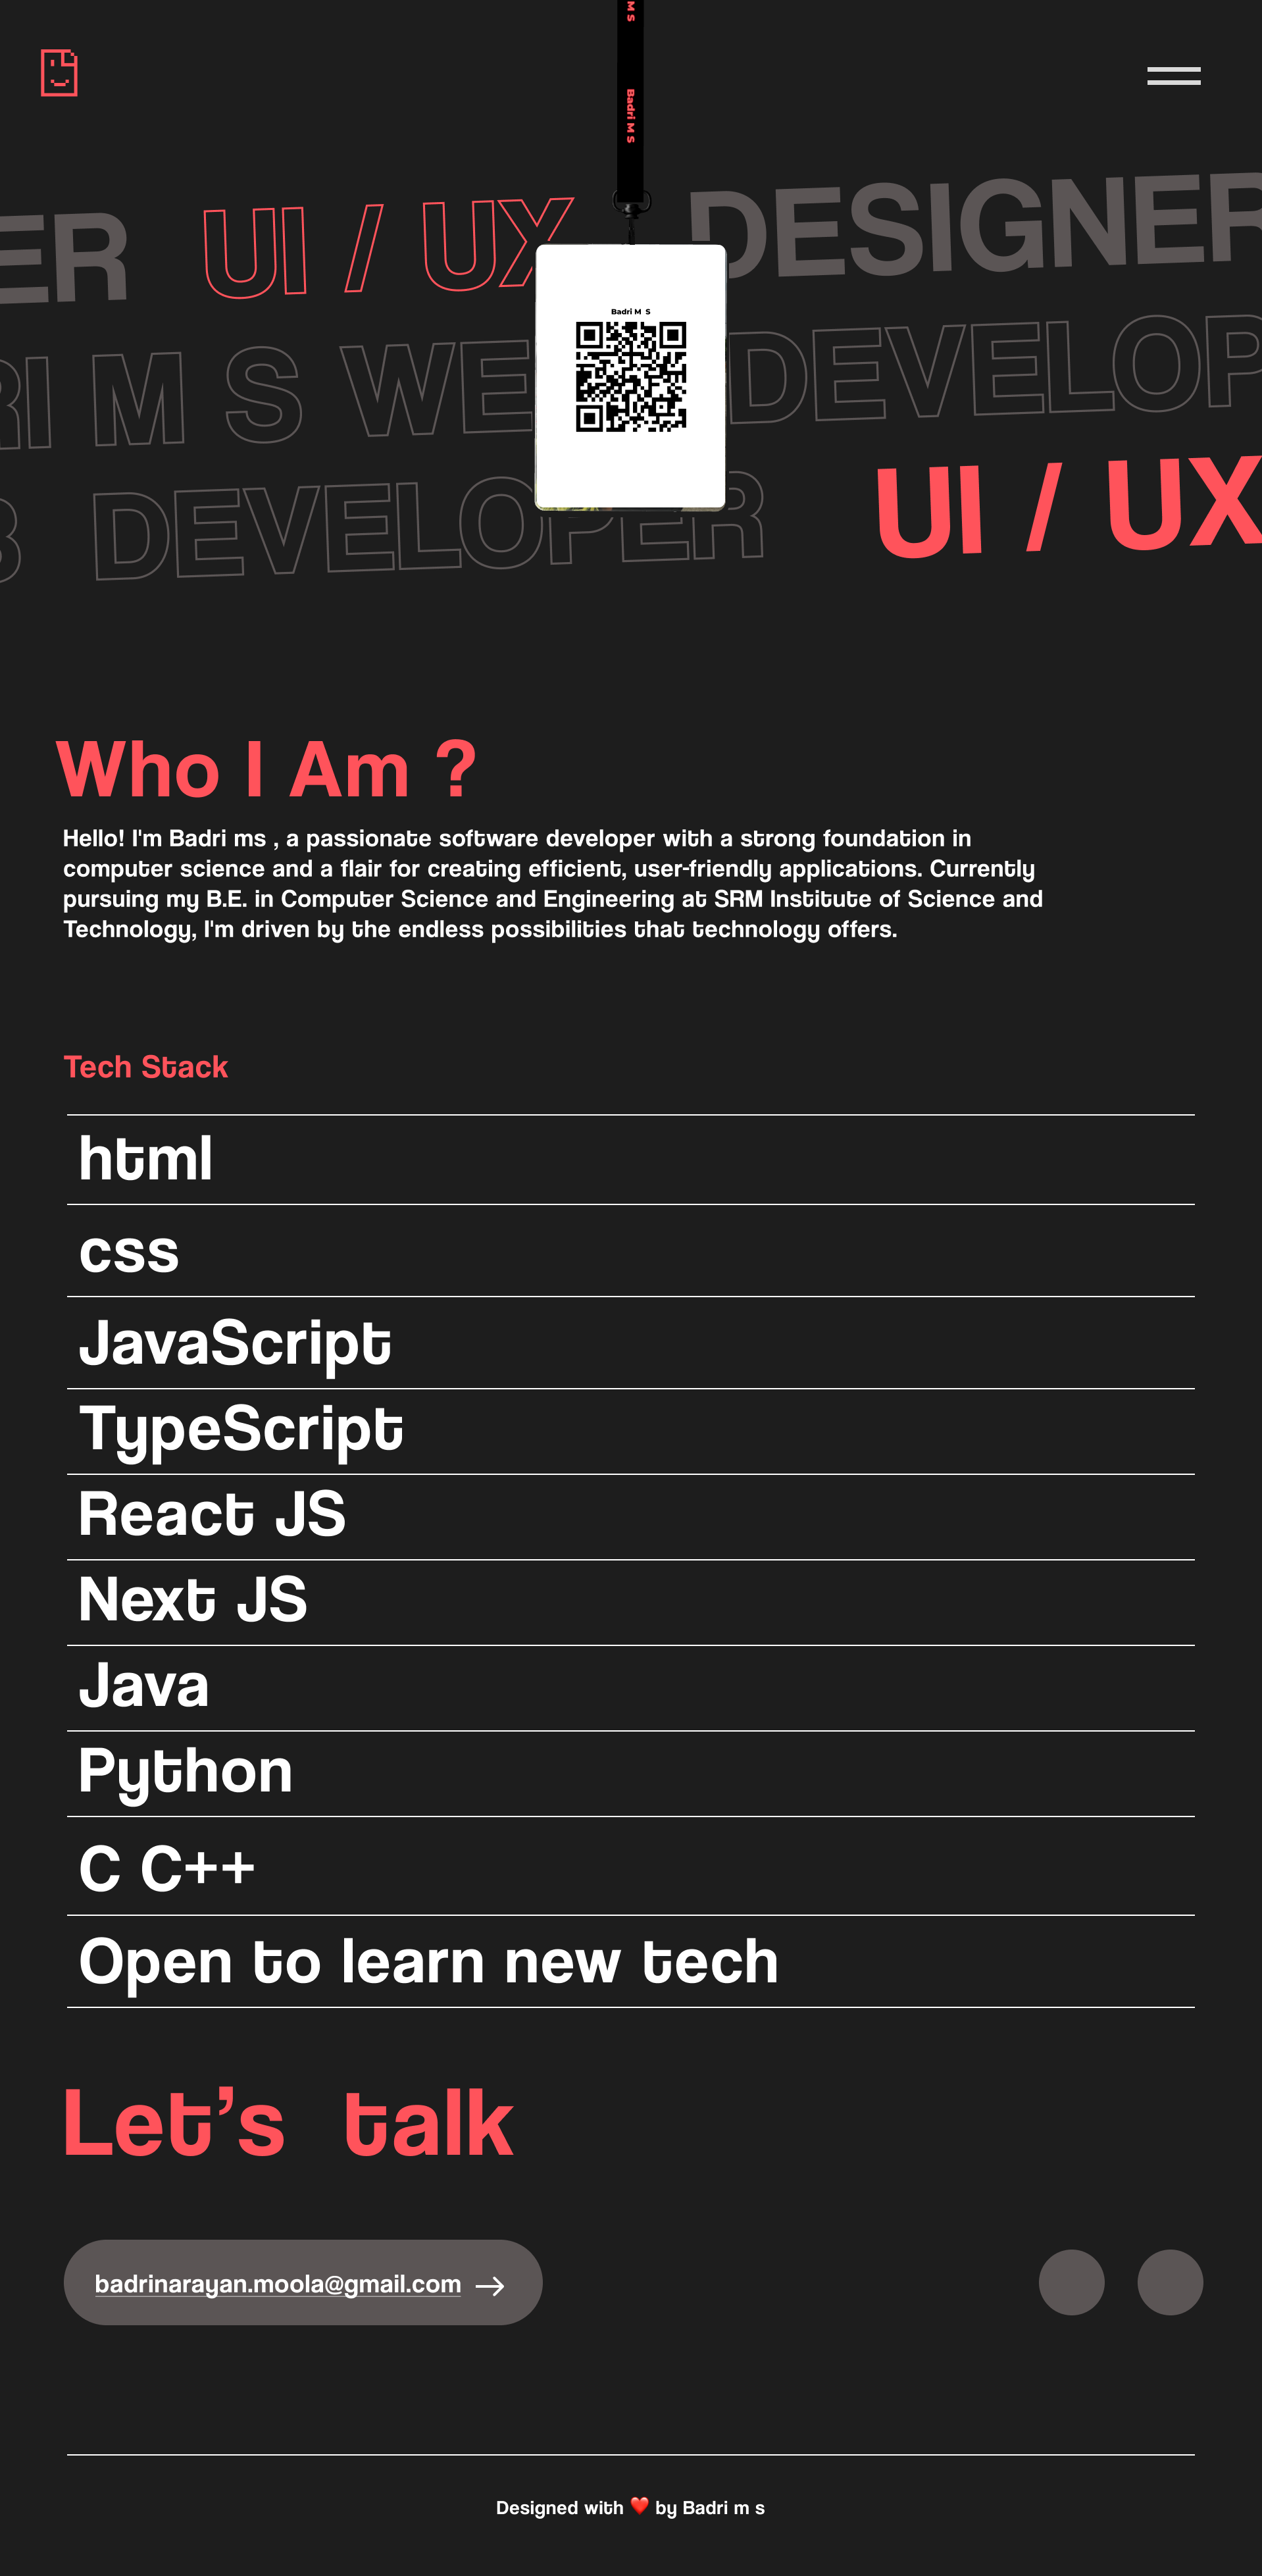 M S
Badri M S
ER UI / UX DESIGNER
RI M S WE DEVELOP
B DEVELOPER UI / UX
Badri M S
Who I Am ?
Hello! I'm Badri ms , a passionate software developer with a strong foundation in
computer science and a flair for creating efficient, user-friendly applications. Currently
pursuing my B.E. in Computer Science and Engineering at SRM Institute of Science and
Technology, I'm driven by the endless possibilities that technology offers.
Tech Stack
html
css
JavaScript
TypeScript
React JS
Next JS
Java
Python
C C++
Open to learn new tech
Let’s talk
badrinarayan.moola@gmail.com →
Designed with ❤️ by Badri m s